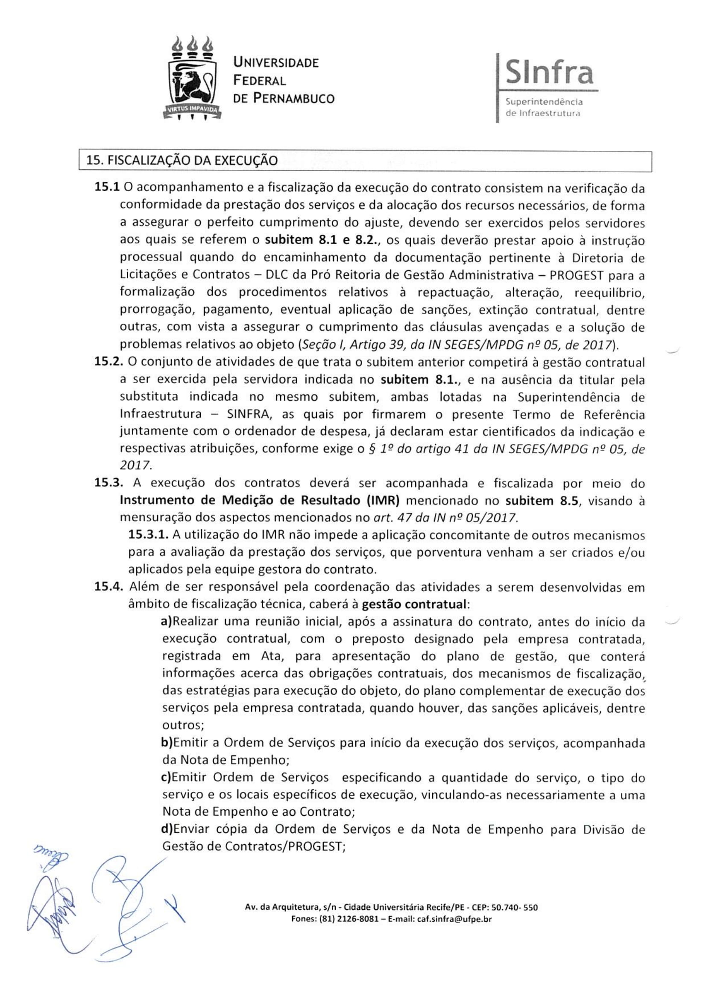 UNIVERSIDADE
FEDERAL
DE PERNAMBUCO
VIRTUS IMPAVIDA
SInfra
Superintendência
de Infraestrutura
15. FISCALIZAÇÃO DA EXECUÇÃO
15.1 O acompanhamento e a fiscalização da execução do contrato consistem na verificação da
conformidade da prestação dos serviços e da alocação dos recursos necessários, de forma
a assegurar o perfeito cumprimento do ajuste, devendo ser exercidos pelos servidores
aos quais se referem o subitem 8.1 e 8.2., os quais deverão prestar apoio à instrução
processual quando do encaminhamento da documentação pertinente à Diretoria de
Licitações e Contratos – DLC da Pró Reitoria de Gestão Administrativa – PROGEST para a
formalização dos procedimentos relativos à repactuação, alteração, reequilíbrio,
prorrogação, pagamento, eventual aplicação de sanções, extinção contratual, dentre
outras, com vista a assegurar o cumprimento das cláusulas avençadas e a solução de
problemas relativos ao objeto (Seção I, Artigo 39, da IN SEGES/MPDG nº 05, de 2017).
15.2. O conjunto de atividades de que trata o subitem anterior competirá à gestão contratual
a ser exercida pela servidora indicada no subitem 8.1., e na ausência da titular pela
substituta indicada no mesmo subitem, ambas lotadas na Superintendência de
Infraestrutura – SINFRA, as quais por firmarem o presente Termo de Referência
juntamente com o ordenador de despesa, já declaram estar cientificados da indicação e
respectivas atribuições, conforme exige o § 1º do artigo 41 da IN SEGES/MPDG nº 05, de
2017.
15.3. A execução dos contratos deverá ser acompanhada e fiscalizada por meio do
Instrumento de Medição de Resultado (IMR) mencionado no subitem 8.5, visando à
mensuração dos aspectos mencionados no art. 47 da IN nº 05/2017.
15.3.1. A utilização do IMR não impede a aplicação concomitante de outros mecanismos
para a avaliação da prestação dos serviços, que porventura venham a ser criados e/ou
aplicados pela equipe gestora do contrato.
15.4. Além de ser responsável pela coordenação das atividades a serem desenvolvidas em
âmbito de fiscalização técnica, caberá à gestão contratual:
a)Realizar uma reunião inicial, após a assinatura do contrato, antes do início da
execução contratual, com o preposto designado pela empresa contratada,
registrada em Ata, para apresentação do plano de gestão, que conterá
informações acerca das obrigações contratuais, dos mecanismos de fiscalização,
das estratégias para execução do objeto, do plano complementar de execução dos
serviços pela empresa contratada, quando houver, das sanções aplicáveis, dentre
outros;
b)Emitir a Ordem de Serviços para início da execução dos serviços, acompanhada
da Nota de Empenho;
c)Emitir Ordem de Serviços especificando a quantidade do serviço, o tipo do
serviço e os locais específicos de execução, vinculando-as necessariamente a uma
Nota de Empenho e ao Contrato;
d)Enviar cópia da Ordem de Serviços e da Nota de Empenho para Divisão de
Gestão de Contratos/PROGEST;
Av. da Arquitetura, s/n - Cidade Universitária Recife/PE - CEP: 50.740- 550
Fones: (81) 2126-8081 – E-mail: caf.sinfra@ufpe.br